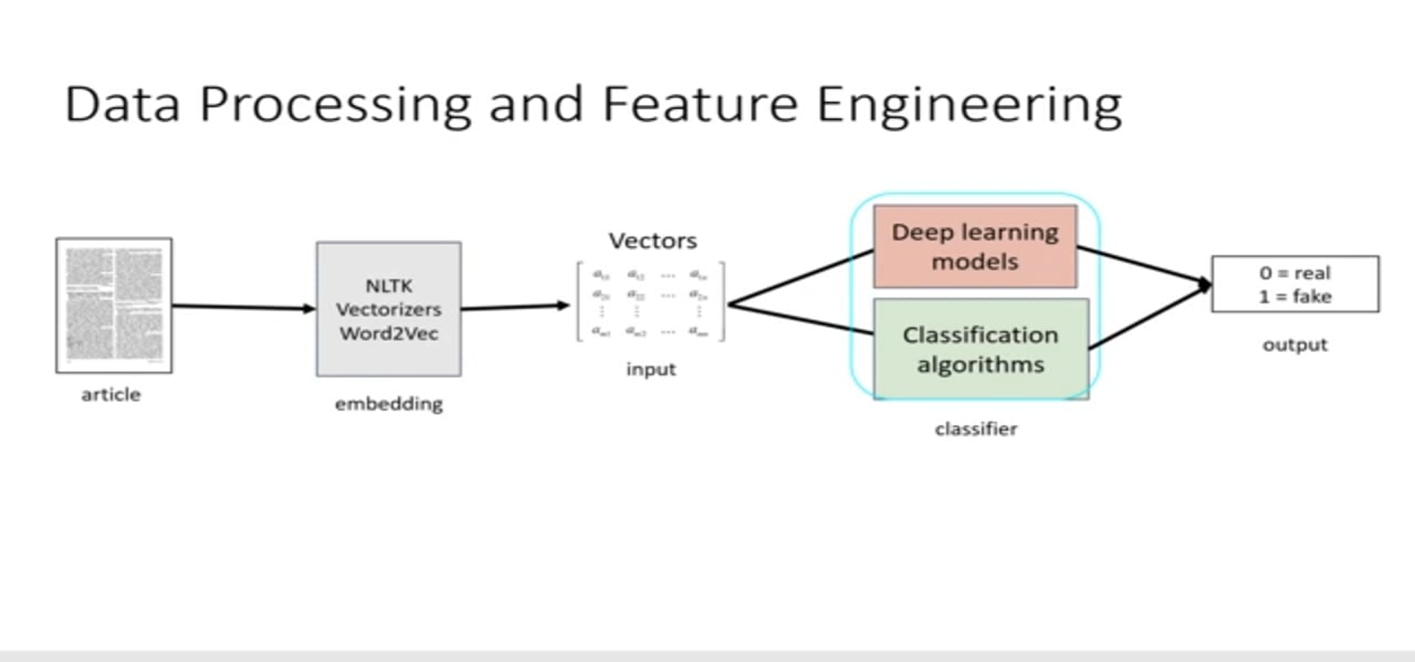 Data Processing and Feature Engineering
article
NLTK
Vectorizers
Word2Vec
embedding
Vectors
input
Deep learning
models
Classification
algorithms
classifier
0 = real
1 = fake
output